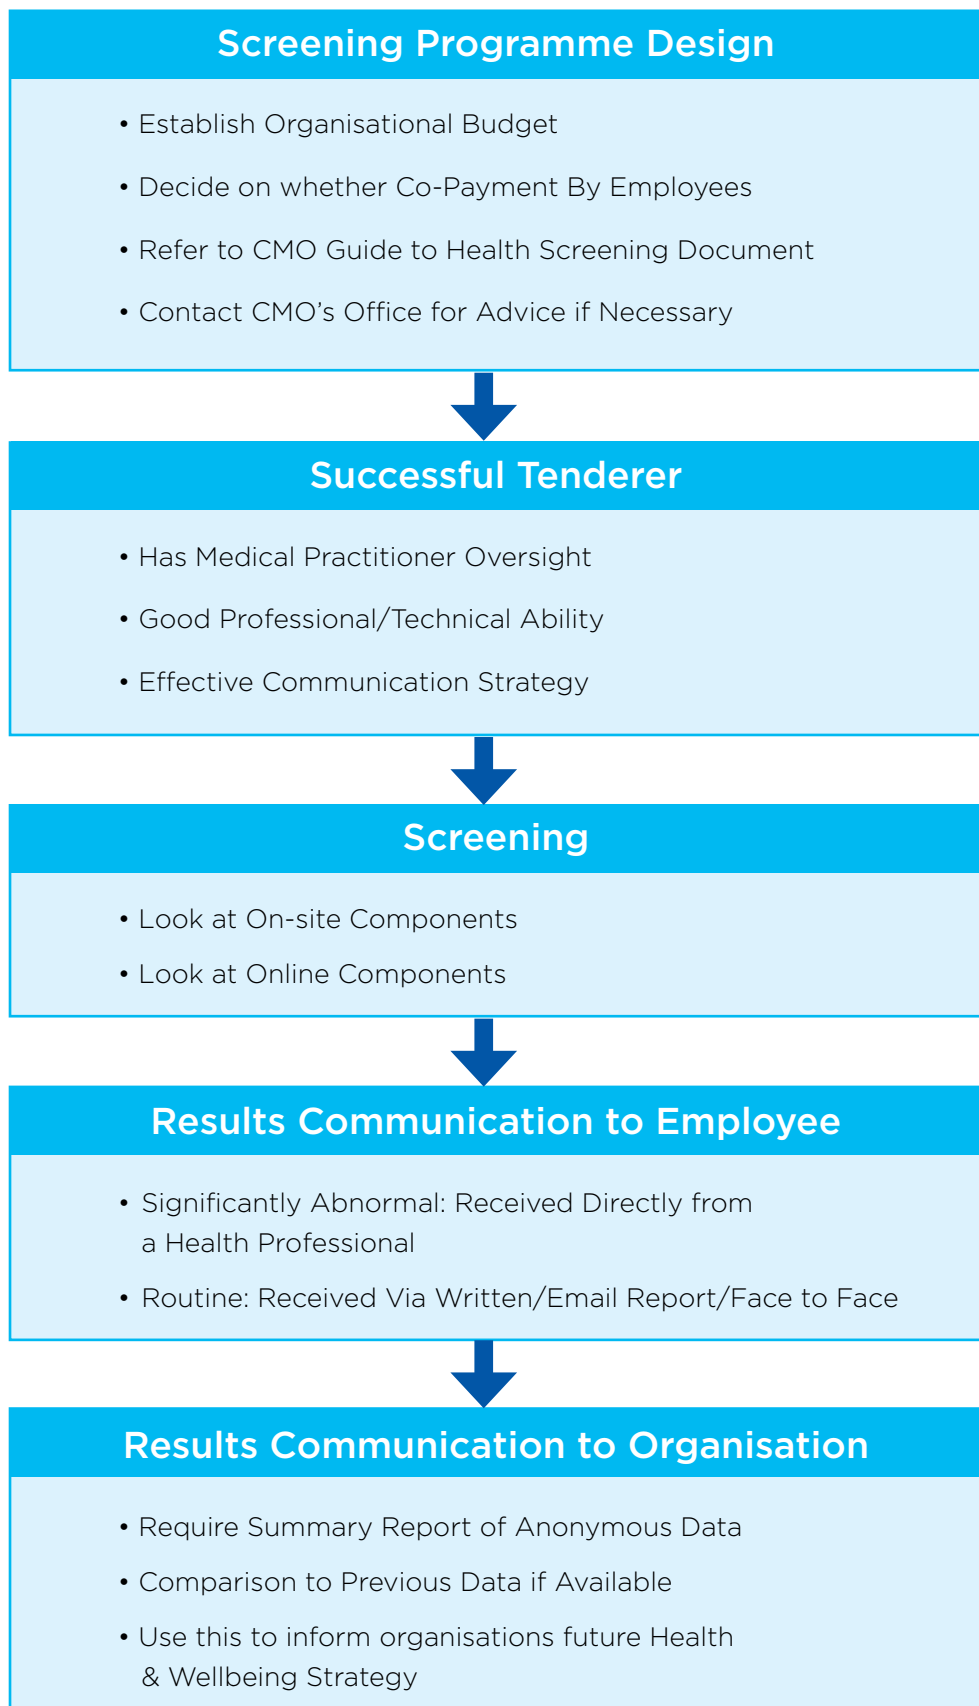 Screening Programme Design
• Establish Organisational Budget
• Decide on whether Co-Payment By Employees
• Refer to CMO Guide to Health Screening Document
• Contact CMO’s Office for Advice if Necessary
Successful Tenderer
• Has Medical Practitioner Oversight
• Good Professional/Technical Ability
• Effective Communication Strategy
Screening
• Look at On-site Components
• Look at Online Components
Results Communication to Employee
• Significantly Abnormal: Received Directly from
a Health Professional
• Routine: Received Via Written/Email Report/Face to Face
Results Communication to Organisation
• Require Summary Report of Anonymous Data
• Comparison to Previous Data if Available
• Use this to inform organisations future Health
& Wellbeing Strategy